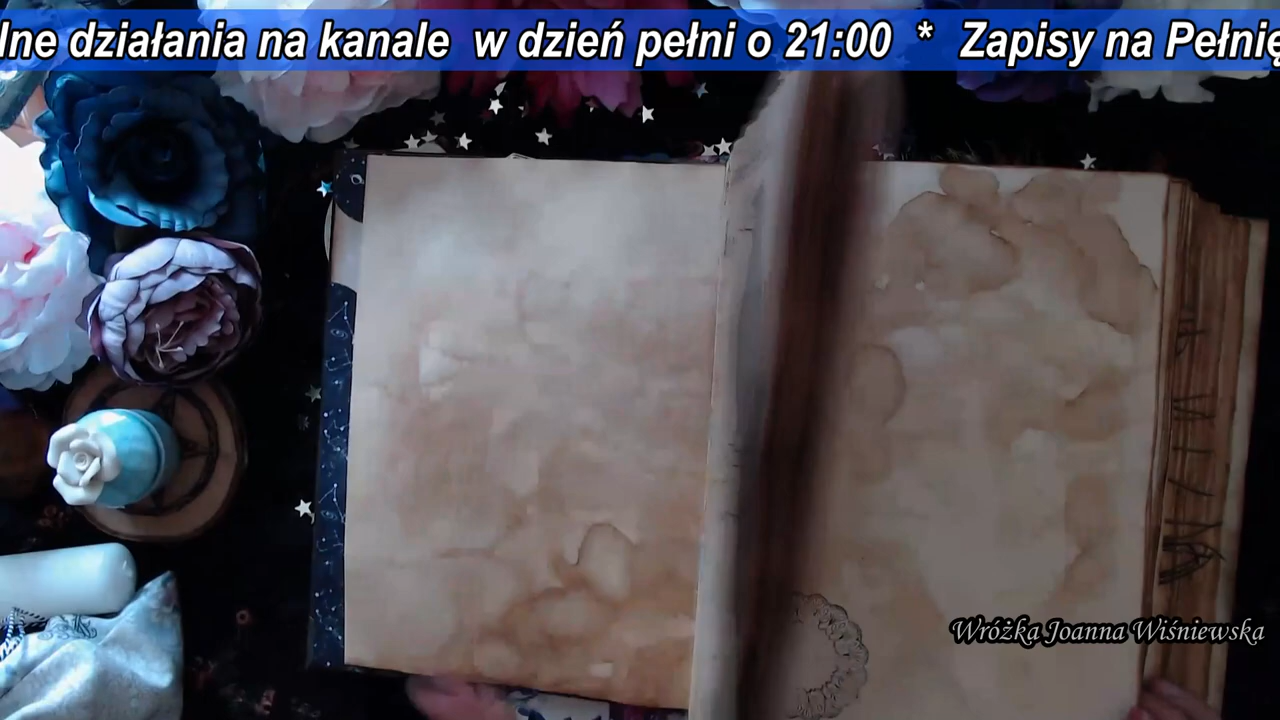 lne działania na kanale w dzień pełni o 21:00 * Zapisy na Pełnię
Wróżka Joanna Wiśniewska